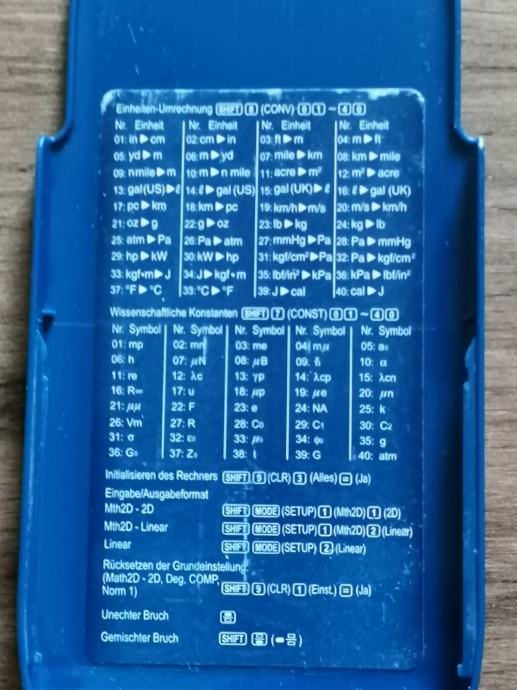 Einheiten-Umrechnung SHIFT 8 (CONV) 0 1 ~ 4 0
Nr. Einheit Nr. Einheit Nr. Einheit Nr. Einheit
01: in▶cm 02: cm▶in 03: ft▶m 04: m▶ft
05: yd▶m 06: m▶yd 07: mile▶km 08: km▶mile
09: nmile▶m 10: m▶n mile 11: acre▶m² 12: m²▶acre
13: gal(US)▶ℓ 14: ℓ▶gal (US) 15: gal(UK)▶ℓ 16: ℓ▶gal (UK)
17: pc▶km 18: km▶pc 19: km/h▶m/s 20: m/s▶km/h
21: oz▶g 22: g▶oz 23: lb▶kg 24: kg▶lb
25: atm▶Pa 26: Pa▶atm 27: mmHg▶Pa 28: Pa▶mmHg
29: hp▶kW 30: kW▶hp 31: kgf/cm²▶Pa 32: Pa▶kgf/cm²
33: kgf•m▶J 34: J▶kgf•m 35: lbf/in²▶kPa 36: kPa▶lbf/in²
37: °F▶°C 38: °C▶°F 39: J▶cal 40: cal▶J
Wissenschaftliche Konstanten SHIFT 7 (CONST) 0 1 ~ 4 0
Nr. Symbol Nr. Symbol Nr. Symbol Nr. Symbol Nr. Symbol
01: mp 02: mn 03: me 04: mμ 05: a₀
06: h 07: μN 08: μB 09: ħ 10: α
11: re 12: λc 13: γp 14: λcp 15: λcn
16: R∞ 17: u 18: μp 19: μe 20: μn
21: μμ 22: F 23: e 24: NA 25: k
26: Vm 27: R 28: C₀ 29: C₁ 30: C₂
31: σ 32: ε₀ 33: μ₀ 34: φ₀ 35: g
36: G₀ 37: Z₀ 38: t 39: G 40: atm
Initialisieren des Rechners SHIFT 9 (CLR) 3 (Alles) = (Ja)
Eingabe/Ausgabeformat
Mth2D - 2D SHIFT MODE (SETUP) 1 (Mth2D) 1 (2D)
Mth2D - Linear SHIFT MODE (SETUP) 1 (Mth2D) 2 (Linear)
Linear SHIFT MODE (SETUP) 2 (Linear)
Rücksetzen der Grundeinstellung:
(Math2D - 2D, Deg. COMP,
Norm 1) SHIFT 9 (CLR) 1 (Einst.) = (Ja)
Unechter Bruch
Gemischter Bruch SHIFT